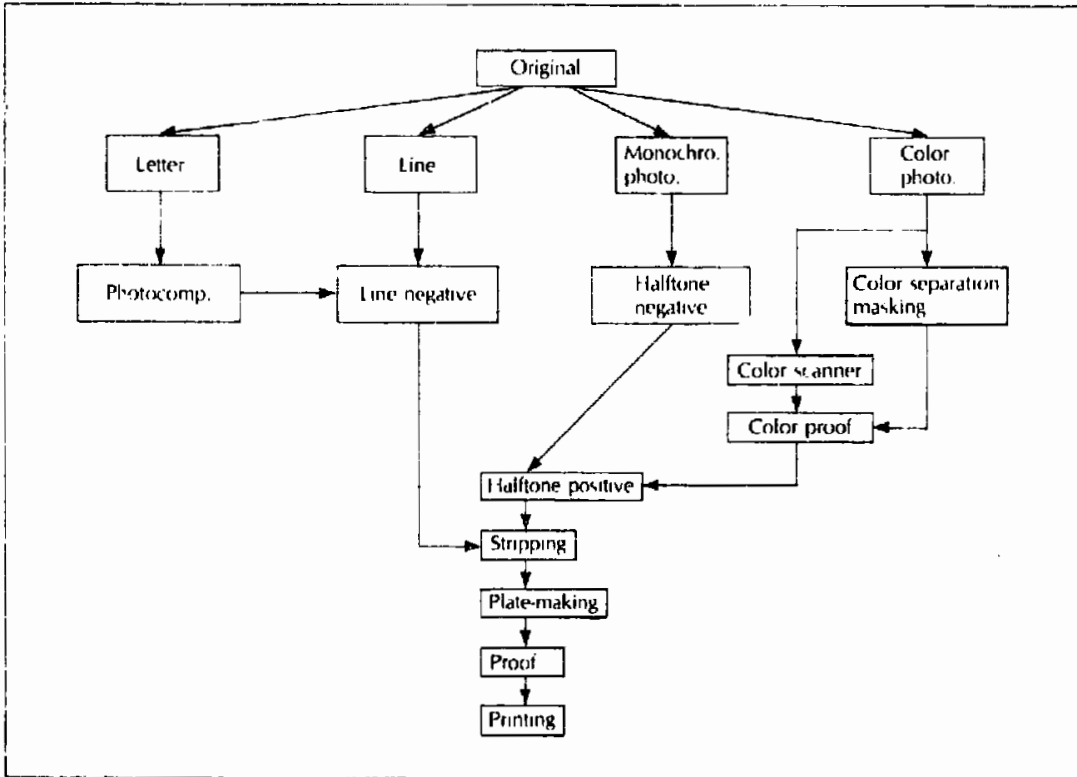 Original
Letter
Line
Monochro.
photo.
Color
photo.
Photocomp.
Line negative
Halftone
negative
Color separation
masking
Color scanner
Color proof
Halftone positive
Stripping
Plate-making
Proof
Printing